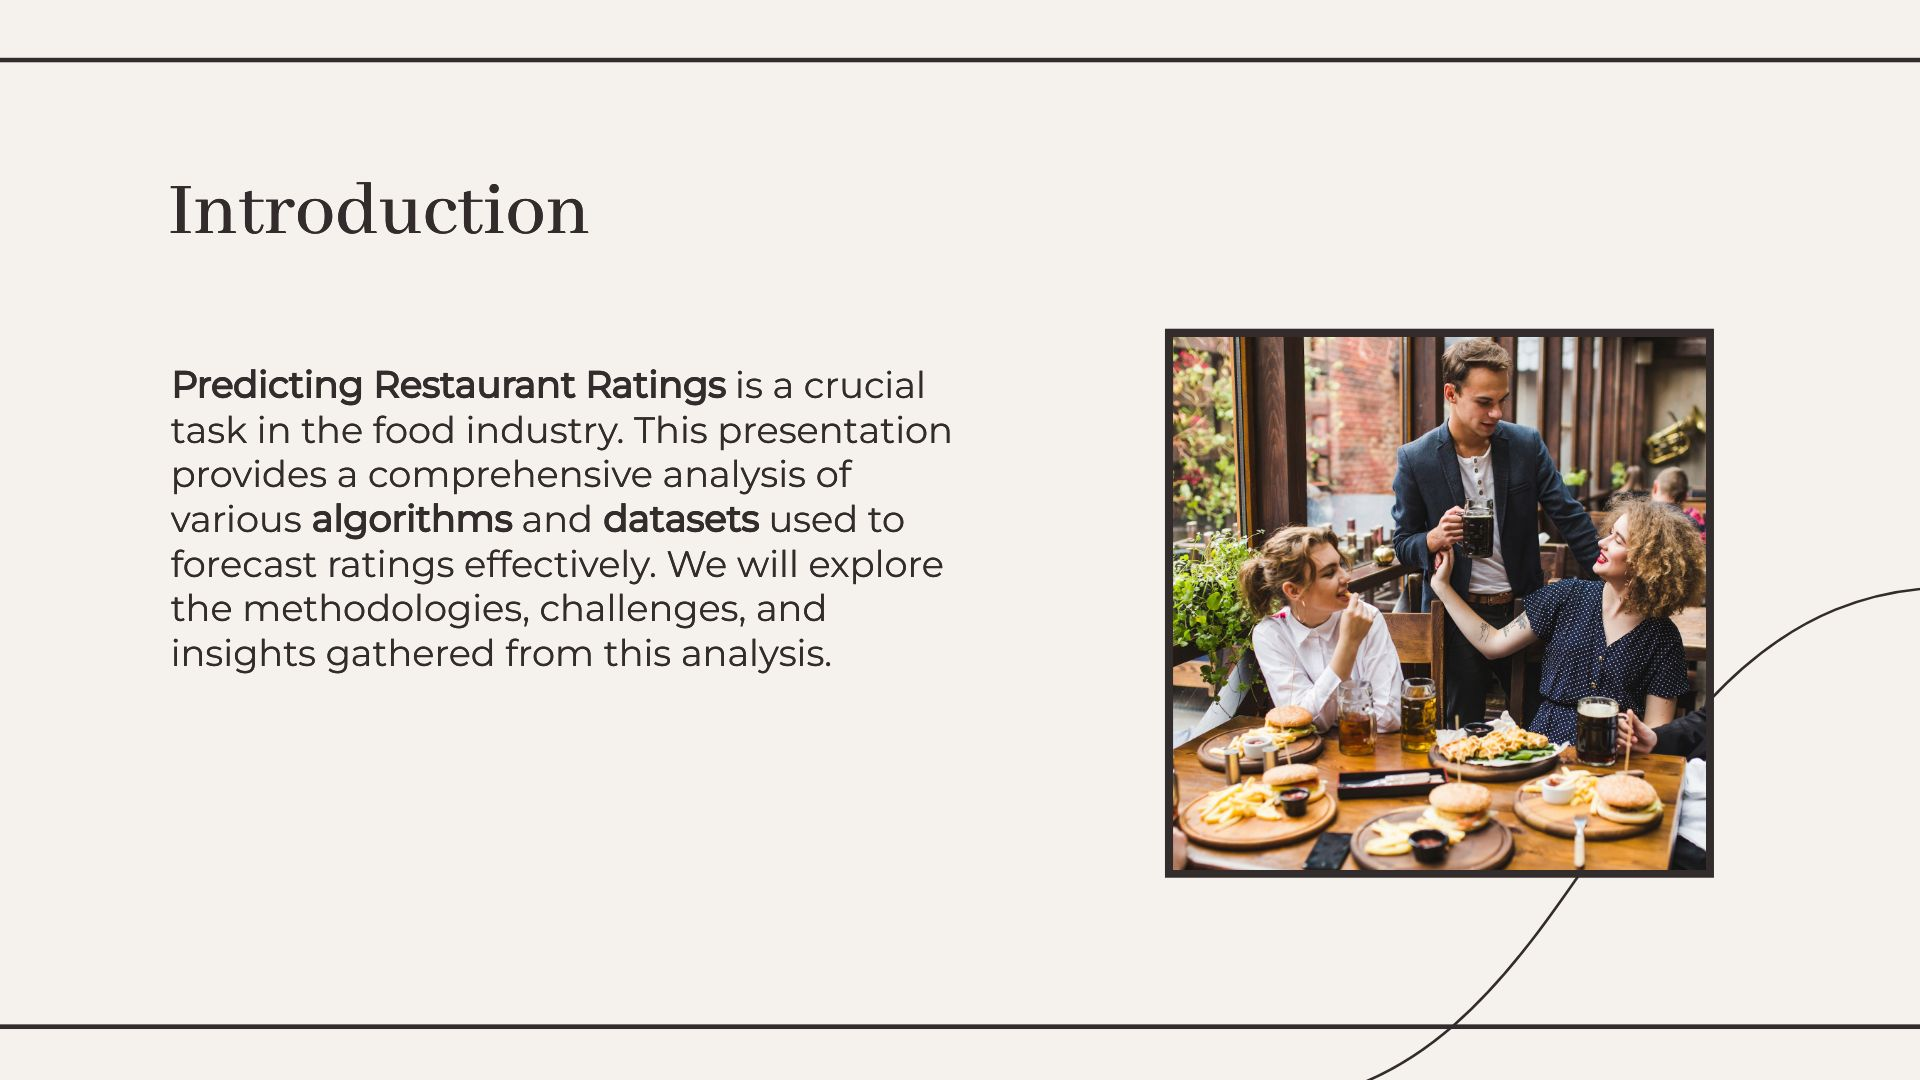 Introduction
Predicting Restaurant Ratings is a crucial
task in the food industry. This presentation
provides a comprehensive analysis of
various algorithms and datasets used to
forecast ratings effectively. We will explore
the methodologies, challenges, and
insights gathered from this analysis.